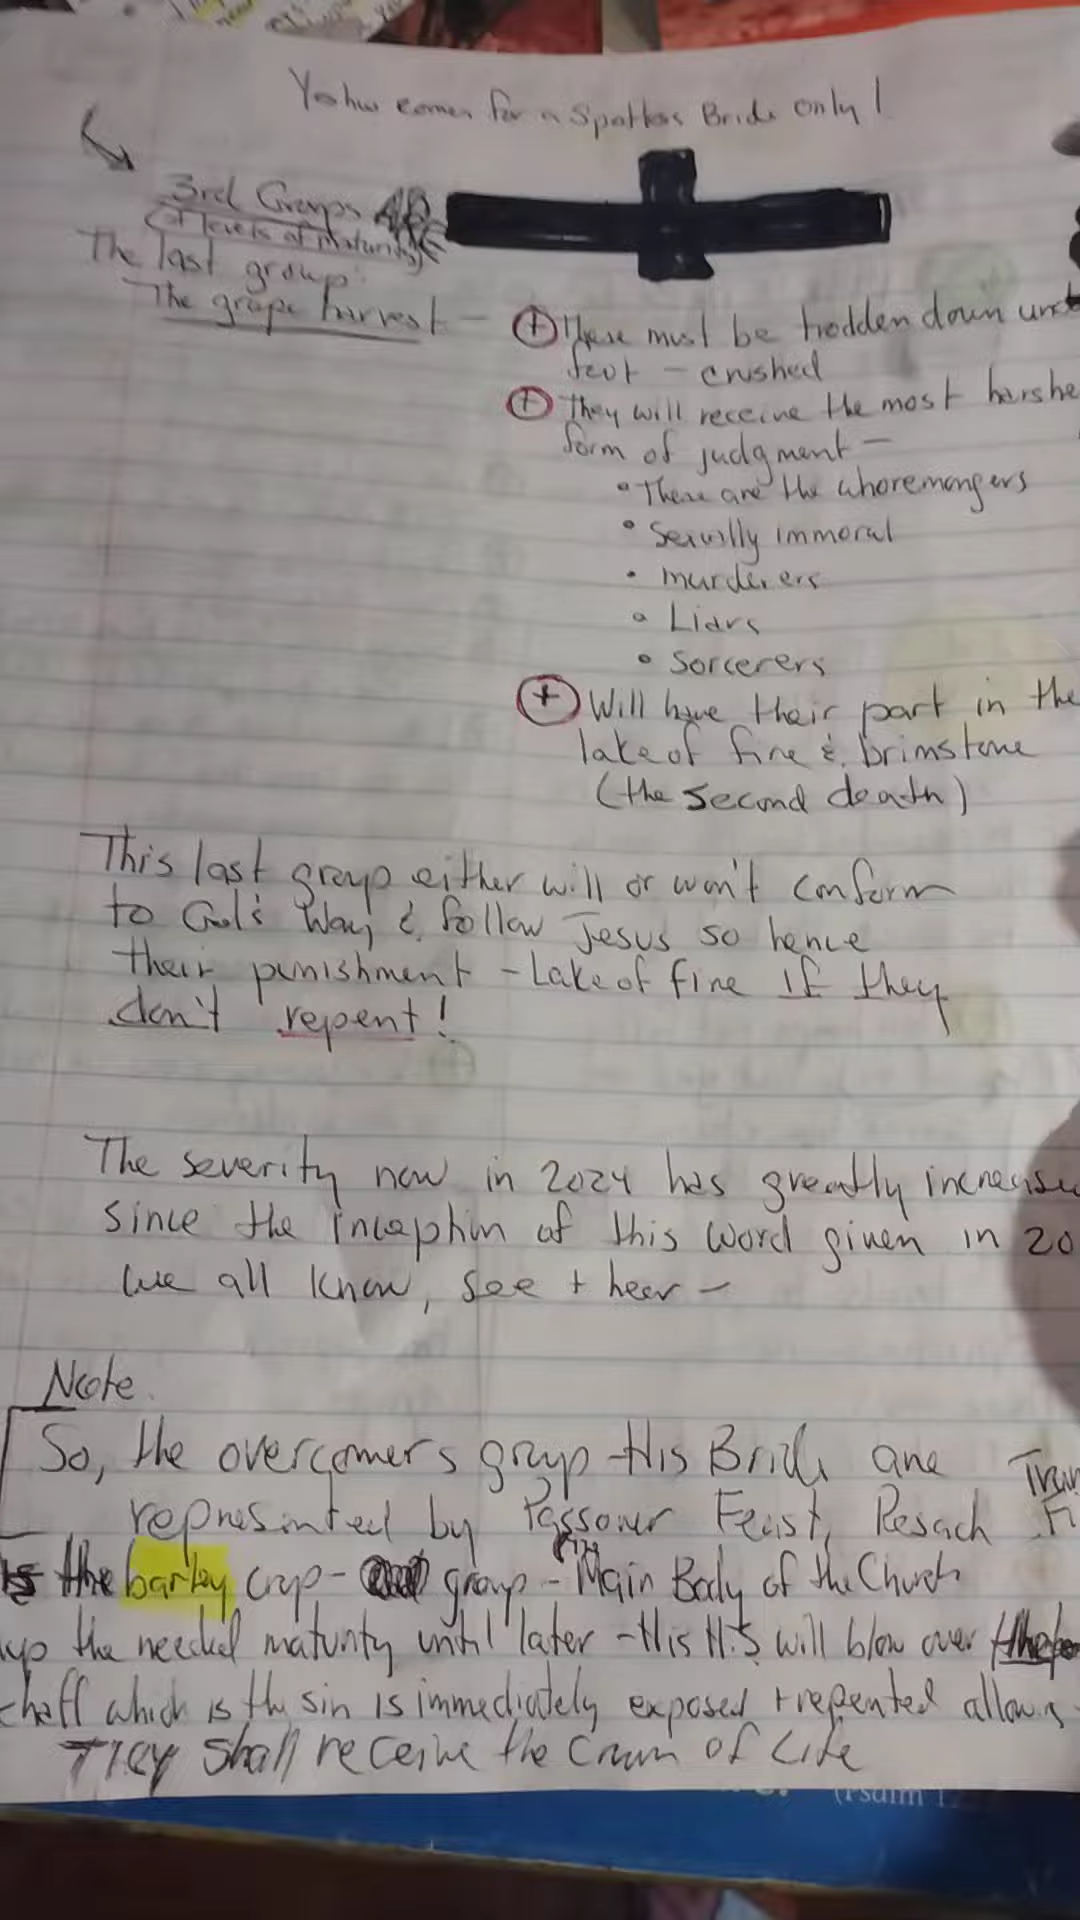 comes for a Spotless Bride only!
3rd Groups
(of levels of maturity)
The last group:
The grape harvest —
These must be trodden down und
feot - crushed
They will receive the most harshe
form of judgment —
• These are the whoremongers
• Sexually immoral
• murderers
• Liars
• Sorcerers
Will have their part in the
lake of fire & brimstone
(the second death)
This last group either will or won't conform
to God's Way & follow Jesus so hence
their punishment - Lake of fire If they
don't repent!
The severity now in 2024 has greatly increase
since the inception of this word given in 20
we all know, see + hear -
Note.
So, the overcomers group - His Bride are
represented by Passover Feast, Pesach
Is the barley crop - group - Main Body of the Church
the needed maturity until later - His H.S will blow over
chaff which is the sin is immediately exposed + repented
They shall receive the Crown of Life
(Psalm 1